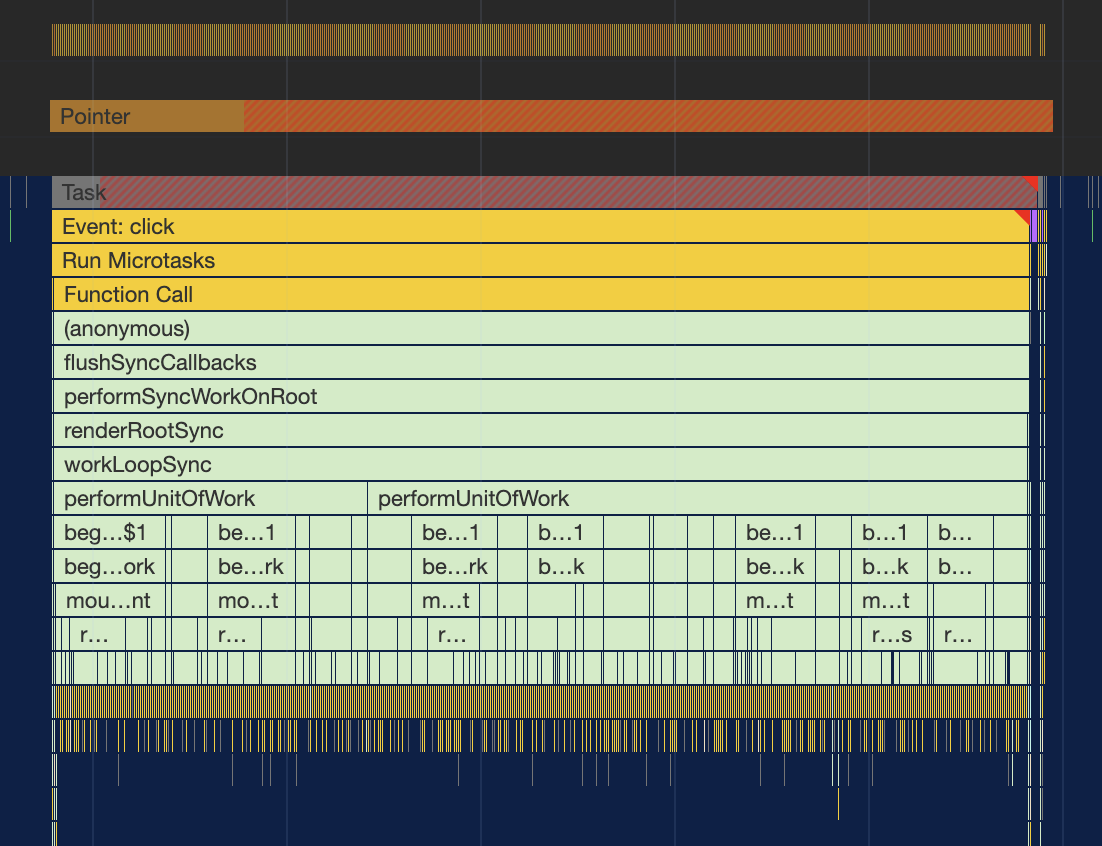 Pointer
Task
Event: click
Run Microtasks
Function Call
(anonymous)
flushSyncCallbacks
performSyncWorkOnRoot
renderRootSync
workLoopSync
performUnitOfWork performUnitOfWork
beg…$1 be…1 be…1 b…1 be…1 b…1 b…
beg…ork be…rk be…rk b…k be…k b…k b…
mou…nt mo…t m…t m…t m…t
r… r… r… r…s r…